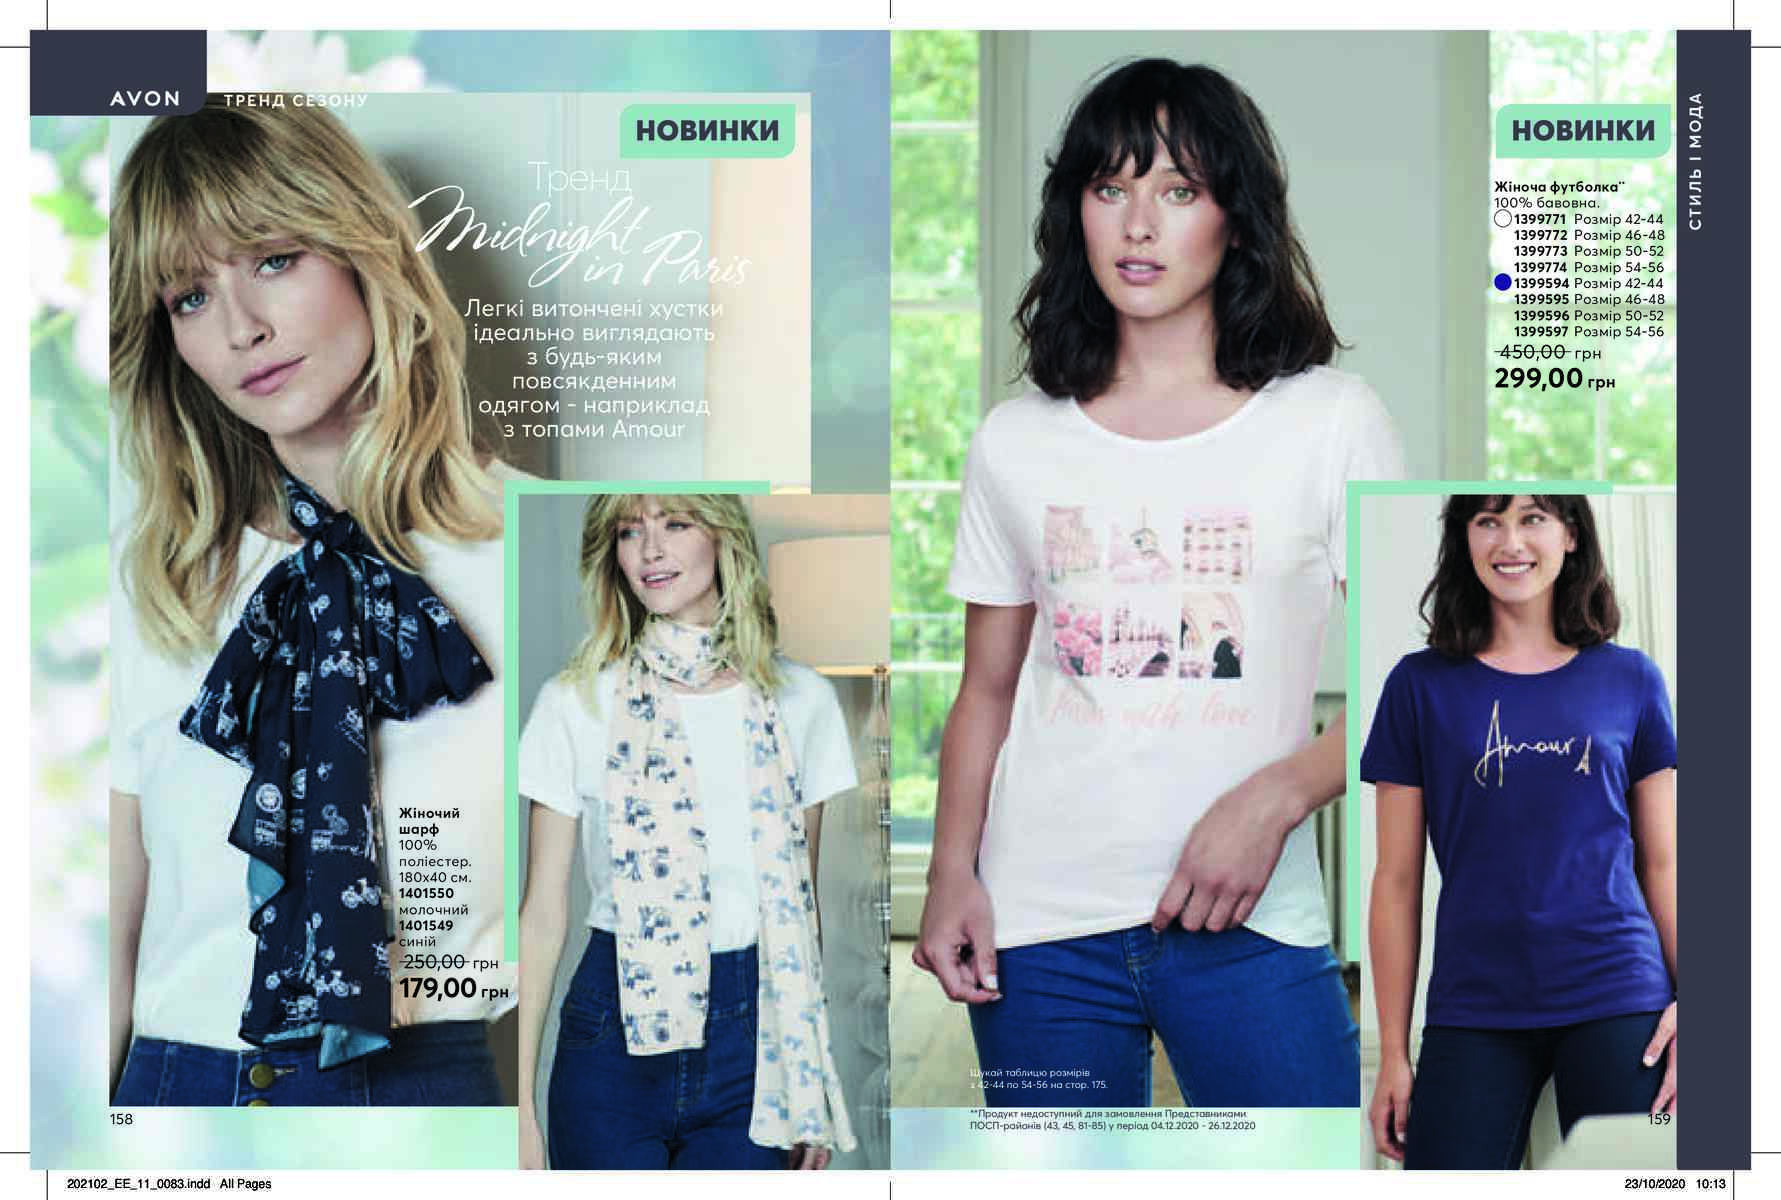 AVON
ТРЕНД СЕЗОНУ
НОВИНКИ
Тренд
Midnight
in Paris
Легкі витончені хустки
ідеально виглядають
з будь-яким
повсякденним
одягом - наприклад
з топами Amour
Жіночий
шарф
100%
поліестер.
180х40 см.
1401550
молочний
1401549
синій
250,00 грн
179,00 грн
158
НОВИНКИ
СТИЛЬ І МОДА
Жіноча футболка**
100% бавовна.
1399771 Розмір 42-44
1399772 Розмір 46-48
1399773 Розмір 50-52
1399774 Розмір 54-56
1399594 Розмір 42-44
1399595 Розмір 46-48
1399596 Розмір 50-52
1399597 Розмір 54-56
450,00 грн
299,00 грн
with love
Amour
Шукай таблицю розмірів
з 42-44 по 54-56 на стор. 175.
**Продукт недоступний для замовлення Представниками
ПОСП-районів (43, 45, 81-85) у період 04.12.2020 - 26.12.2020
159
202102_EE_11_0083.indd All Pages
23/10/2020 10:13